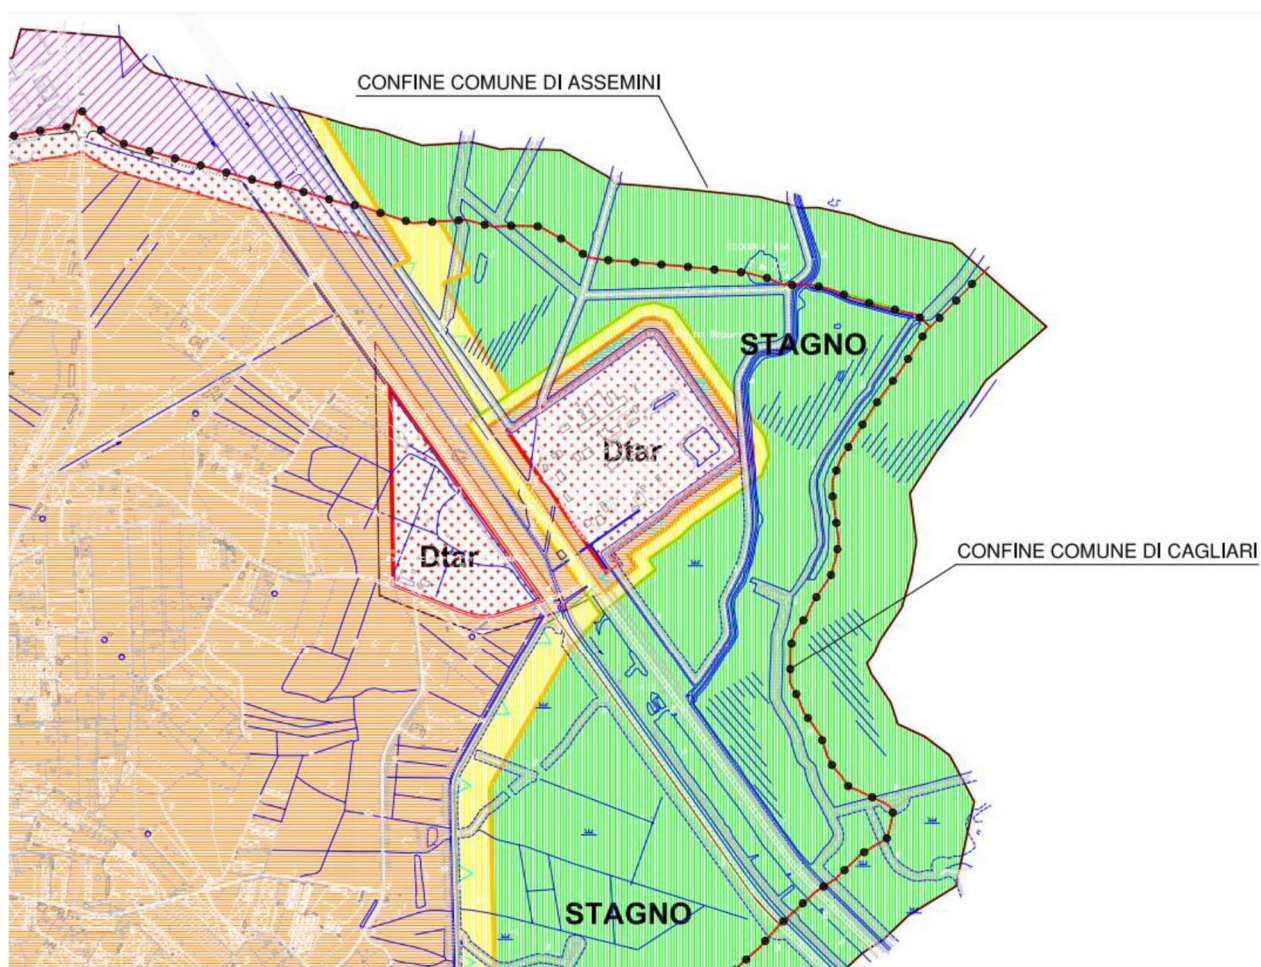 CONFINE COMUNE DI ASSEMINI
STAGNO
Dtar
Dtar
CONFINE COMUNE DI CAGLIARI
STAGNO